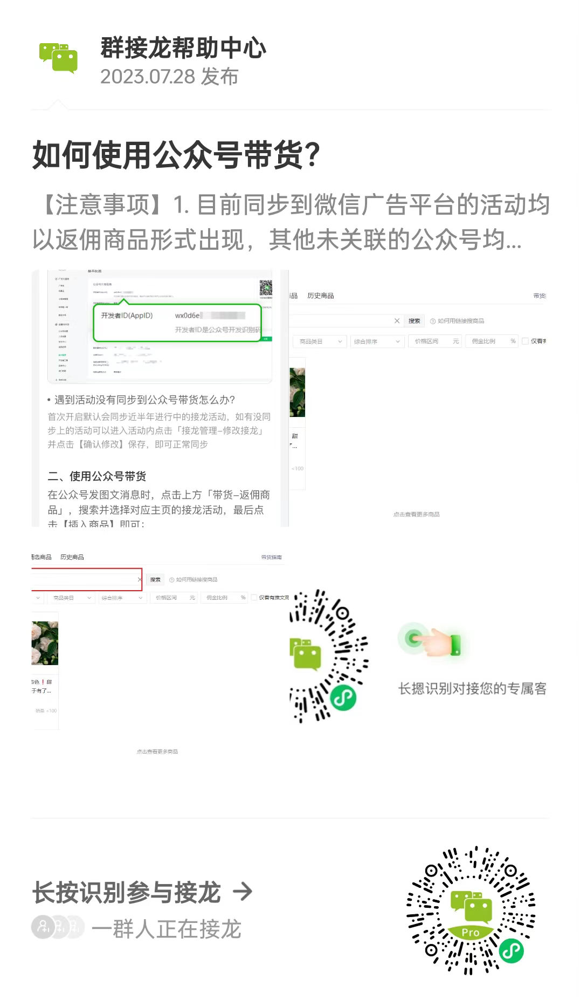 群接龙帮助中心
2023.07.28 发布
如何使用公众号带货？
【注意事项】1. 目前同步到微信广告平台的活动均
以返佣商品形式出现，其他未关联的公众号均...
基本配置
公众号开发信息
开发者ID(AppID)
wx0d6e
开发者ID是公众号开发识别码
• 遇到活动没有同步到公众号带货怎么办？
首次开启默认会同步近半年进行中的接龙活动，如有没同
步上的活动可以进入活动内点击「接龙管理-修改接龙」
并点击【确认修改】保存，即可正常同步
二、使用公众号带货
在公众号发图文消息时，点击上方「带货-返佣商
品」，搜索并选择对应主页的接龙活动，最后点
击【插入商品】即可：
品 历史商品
搜索 如何用链接搜商品
商品类目 综合排序 价格区间 元 佣金比例 % 仅看有
甜
<100
点击查看更多商品
选商品 历史商品 带货指南
搜索 如何用链接搜商品
商品类目 综合排序 价格区间 元 佣金比例 % 仅看有推文商
色❗甜
于有了...
销量 <100
点击查看更多商品
长摁识别对接您的专属客
长按识别参与接龙 →
一群人正在接龙
Pro